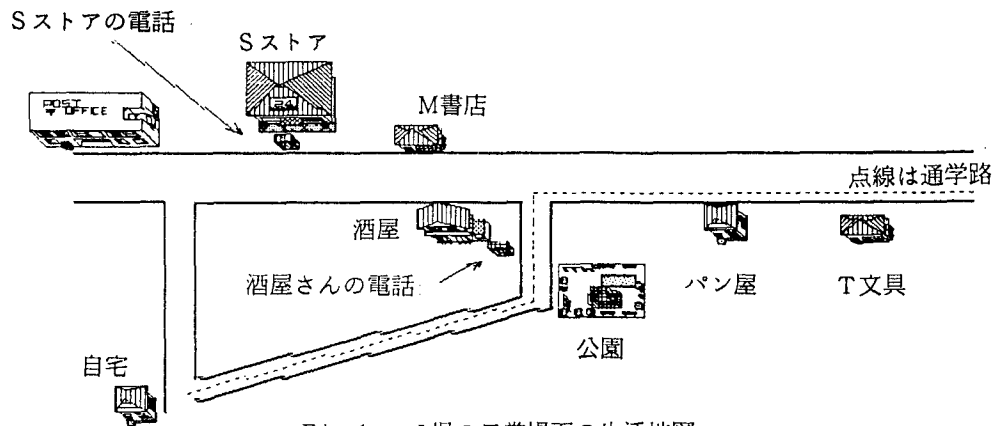 Sストアの電話
Sストア
POST
〒 OFFICE
24
M書店
点線は通学路
酒屋
酒屋さんの電話
パン屋
T文具
公園
自宅